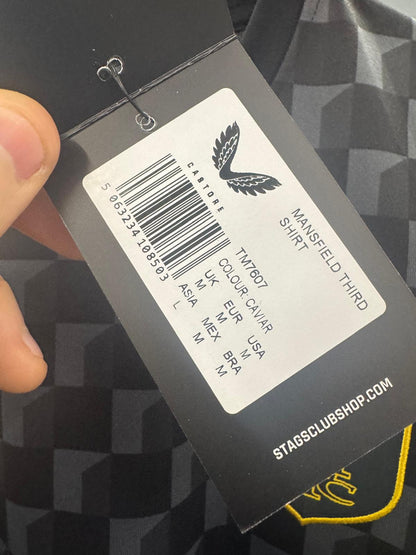 CASTORE
MANSFIELD THIRD
SHIRT
5 063234 108503
TM7607
COLOUR: CAVIAR
UK EUR USA
M M M
ASIA MEX BRA
L M M
STAGSCLUBSHOP.COM